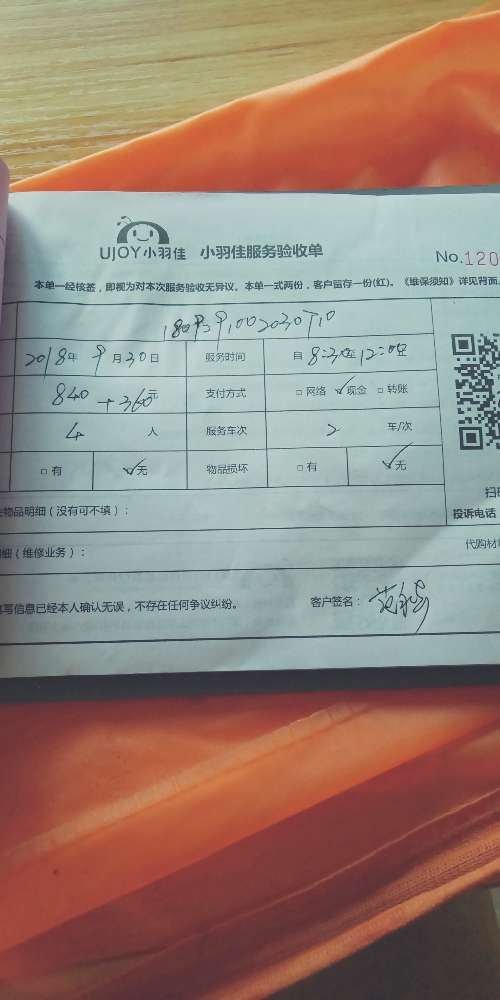 UJOY小羽佳 小羽佳服务验收单
No.120
本单一经核签，即视为对本次服务验收无异议。本单一式两份，客户留存一份(红)。《维保须知》详见背面
2018年 9月30日 服务时间 自 8:30至12:00
840+360元 支付方式 □网络 ✓现金 □转账
4 人 服务车次 2 车/次
□有 ✓无 物品损坏 □有 ✓无
物品明细（没有可不填）：
投诉电话
细（维修业务）：
代购材
写信息已经本人确认无误，不存在任何争议纠纷。 客户签名：